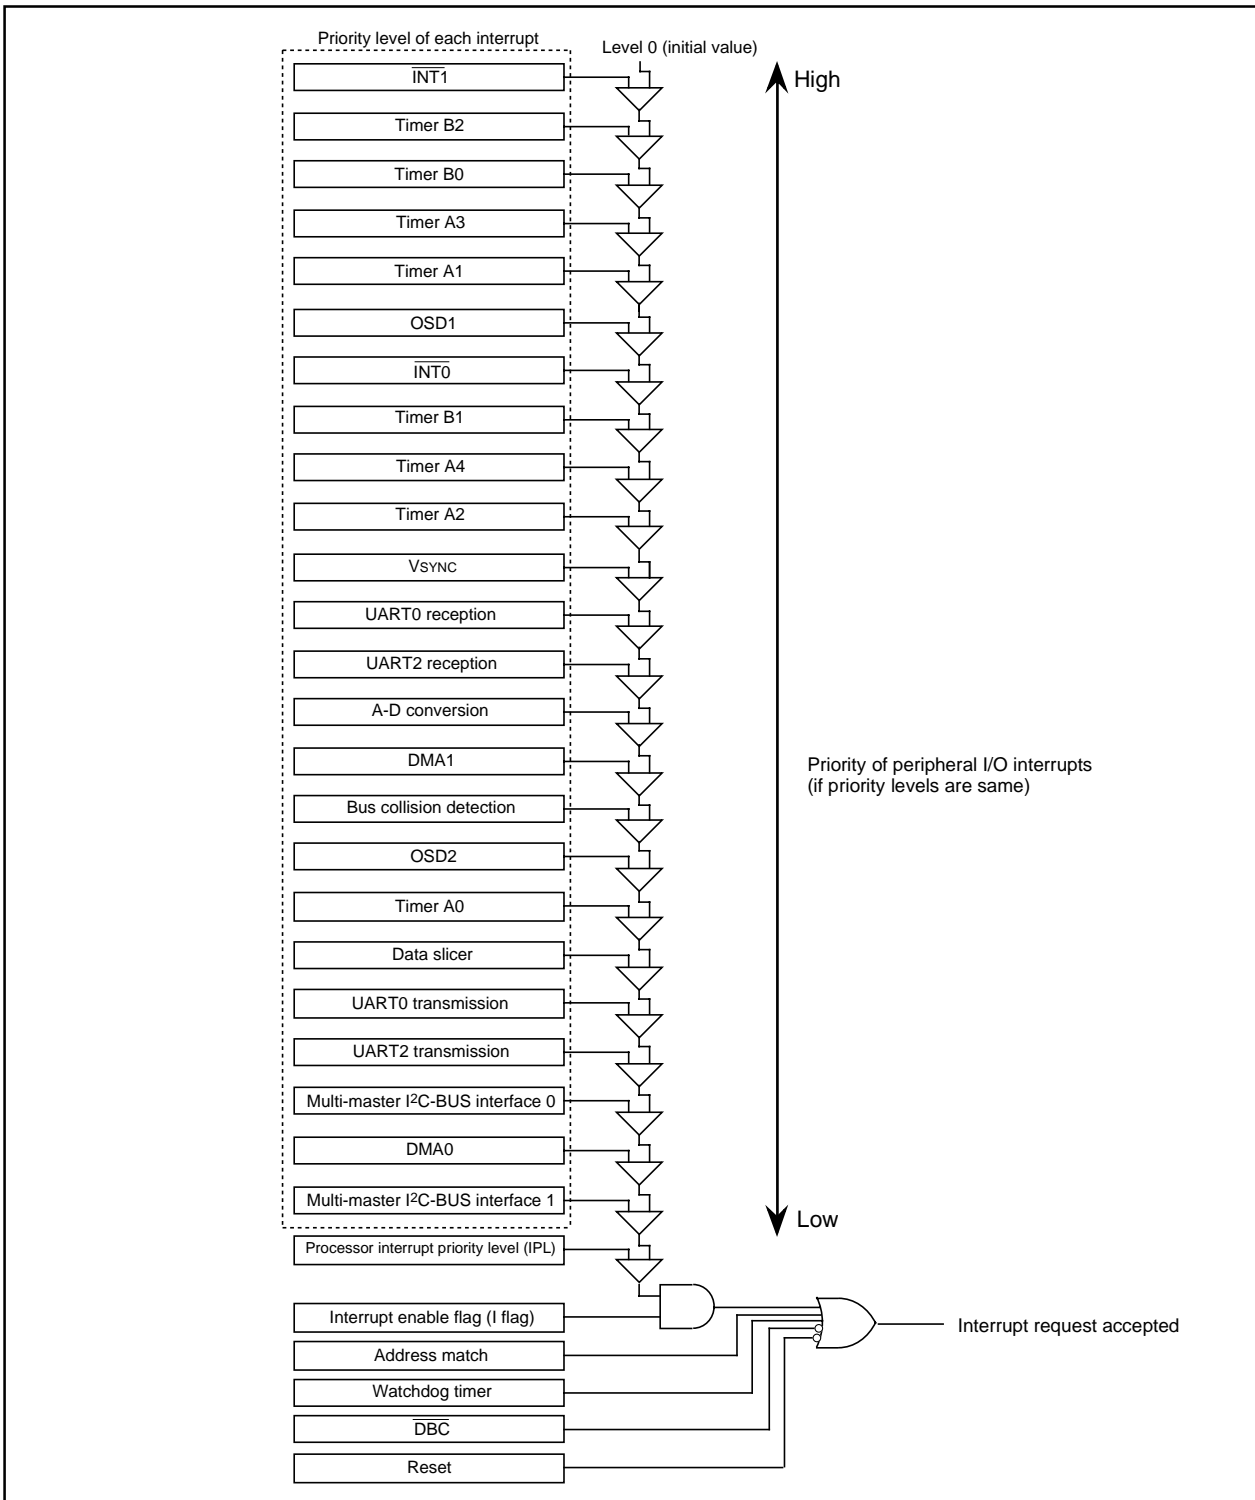 Priority level of each interrupt
Level 0 (initial value)
High
I̅N̅T̅1
Timer B2
Timer B0
Timer A3
Timer A1
OSD1
I̅N̅T̅0̅
Timer B1
Timer A4
Timer A2
VSYNC
UART0 reception
UART2 reception
A-D conversion
DMA1
Priority of peripheral I/O interrupts
(if priority levels are same)
Bus collision detection
OSD2
Timer A0
Data slicer
UART0 transmission
UART2 transmission
Multi-master I²C-BUS interface 0
DMA0
Multi-master I²C-BUS interface 1
Low
Processor interrupt priority level (IPL)
Interrupt enable flag (I flag)
Interrupt request accepted
Address match
Watchdog timer
D̅B̅C̅
Reset